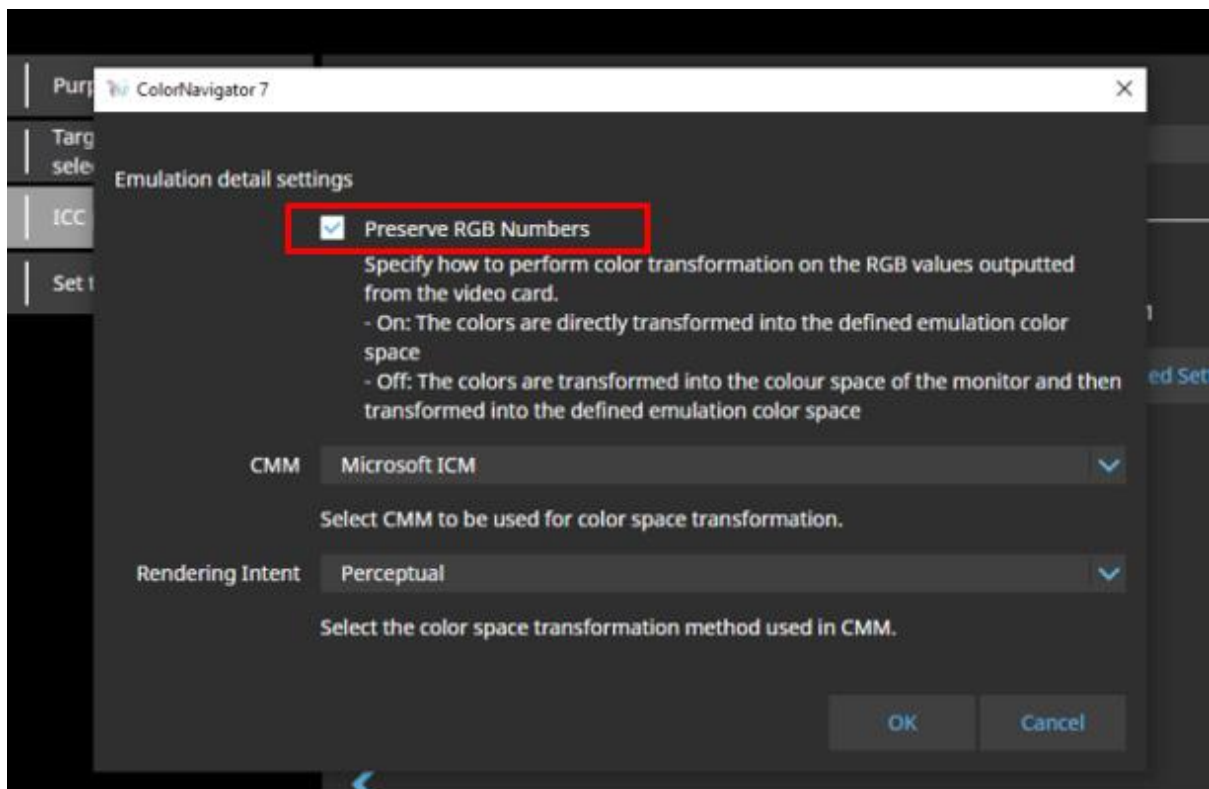 ColorNavigator 7
Targ
sele
ICC
Set t
Emulation detail settings
Preserve RGB Numbers
Specify how to perform color transformation on the RGB values outputted
from the video card.
- On: The colors are directly transformed into the defined emulation color
space
- Off: The colors are transformed into the colour space of the monitor and then
transformed into the defined emulation color space
ed Set
CMM Microsoft ICM
Select CMM to be used for color space transformation.
Rendering Intent Perceptual
Select the color space transformation method used in CMM.
OK Cancel